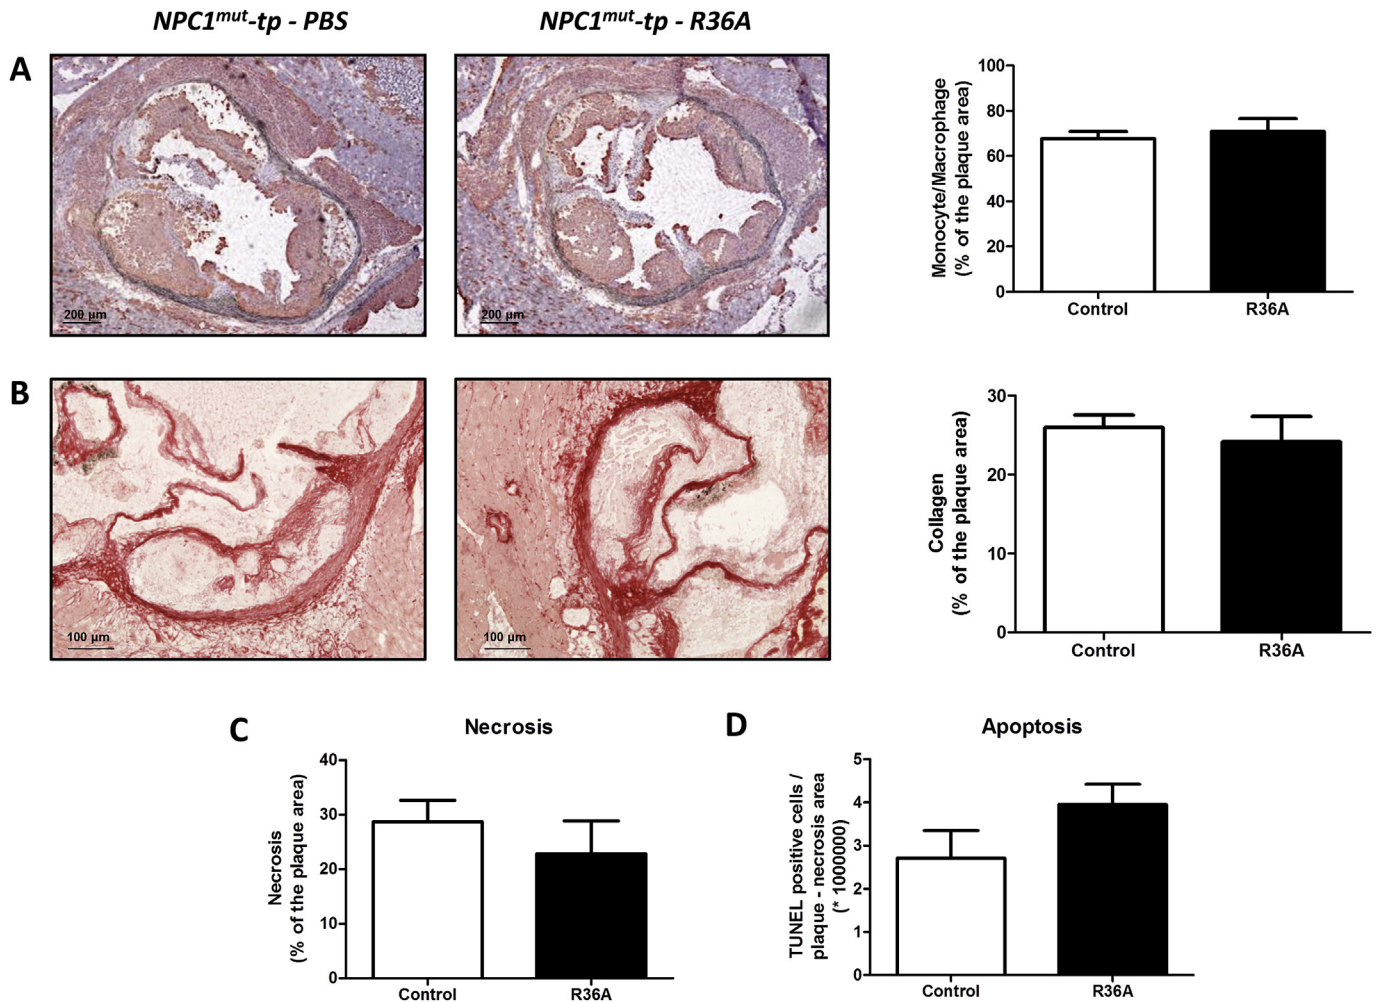 NPC1mut-tp - PBS
NPC1mut-tp - R36A
A
200 µm
200 µm
Monocyte/Macrophage
(% of the plaque area)
100
80
60
40
20
0
Control
R36A
B
100 µm
100 µm
Collagen
(% of the plaque area)
30
20
10
0
Control
R36A
C
Necrosis
Necrosis
(% of the plaque area)
40
30
20
10
0
Control
R36A
D
Apoptosis
TUNEL positive cells /
plaque - necrosis area
(* 1000000)
5
4
3
2
1
0
Control
R36A